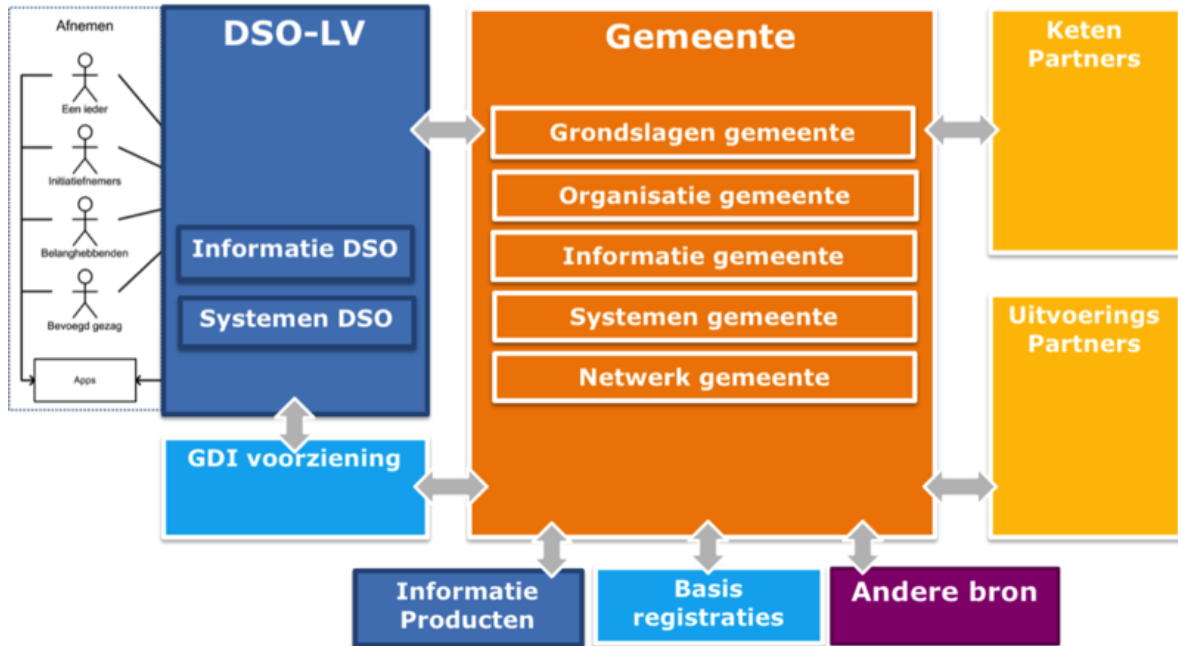 Afnemen
Een ieder
Initiatiefnemers
Belanghebbenden
Bevoegd gezag
Apps
DSO-LV
Informatie DSO
Systemen DSO
GDI voorziening
Gemeente
Grondslagen gemeente
Organisatie gemeente
Informatie gemeente
Systemen gemeente
Netwerk gemeente
Keten
Partners
Uitvoerings
Partners
Informatie
Producten
Basis
registraties
Andere bron